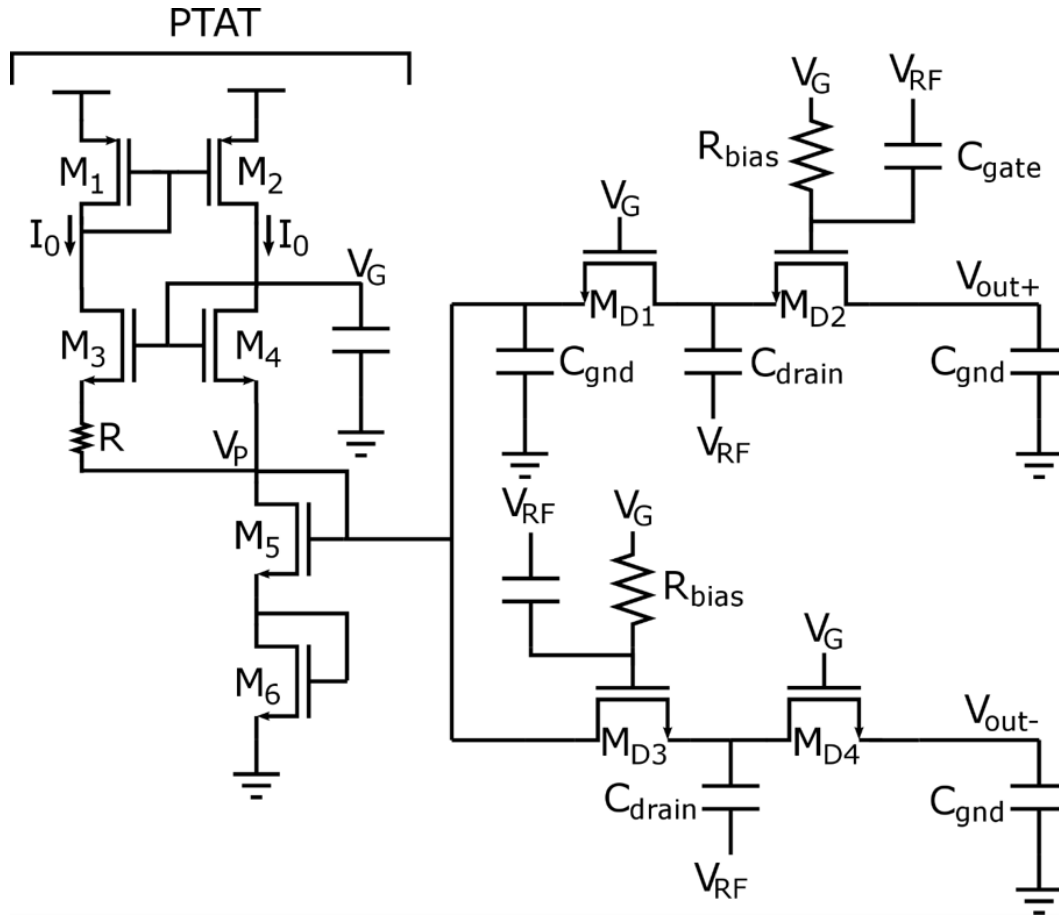 PTAT
M1
M2
I0
I0
VG
M3
M4
R
VP
M5
M6
VG
VRF
Rbias
Cgate
VG
MD1
MD2
Vout+
Cgnd
Cdrain
Cgnd
VRF
VRF
VG
Rbias
VG
MD3
MD4
Vout-
Cdrain
Cgnd
VRF